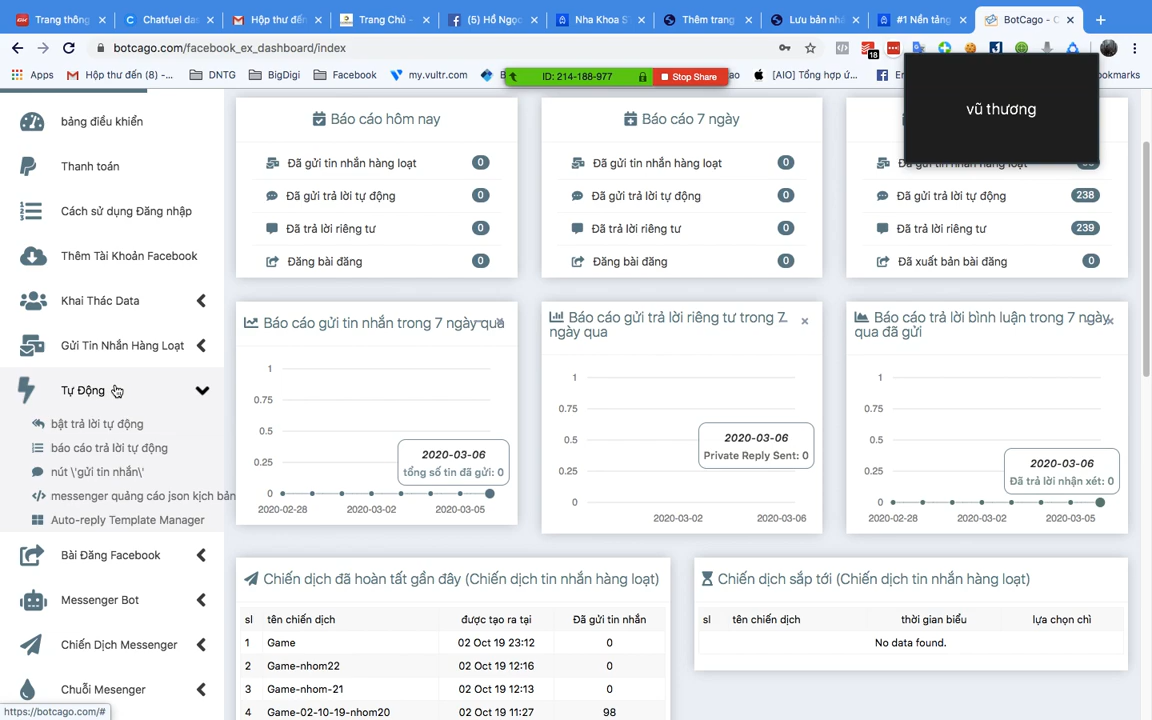 Trang thông
Chatfuel das
Hộp thư đến
Trang Chủ -
(5) Hồ Ngọc
Nha Khoa S
Thêm trang
Lưu bản nhá
#1 Nền tảng
BotCago - C
botcago.com/facebook_ex_dashboard/index
18
Apps
Hộp thư đến (8) -...
DNTG
BigDigi
Facebook
my.vultr.com
ID: 214-188-977
Stop Share
[AIO] Tổng hợp ứ...
bảng điều khiển
Thanh toán
Cách sử dụng Đăng nhập
Thêm Tài Khoản Facebook
Khai Thác Data
Gửi Tin Nhắn Hàng Loạt
Tự Động
bật trả lời tự động
báo cáo trả lời tự động
nút \'gửi tin nhắn\'
messenger quảng cáo json kịch bản
Auto-reply Template Manager
Bài Đăng Facebook
Messenger Bot
Chiến Dịch Messenger
Chuỗi Mesenger
https://botcago.com/#
Báo cáo hôm nay
Đã gửi tin nhắn hàng loạt 0
Đã gửi trả lời tự động 0
Đã trả lời riêng tư 0
Đăng bài đăng 0
Báo cáo 7 ngày
Đã gửi tin nhắn hàng loạt 0
Đã gửi trả lời tự động 0
Đã trả lời riêng tư 0
Đăng bài đăng 0
vũ thương
Đã gửi tin nhắn hàng loạt
Đã gửi trả lời tự động 238
Đã trả lời riêng tư 239
Đã xuất bản bài đăng 0
Báo cáo gửi tin nhắn trong 7 ngày qua
1
0.75
0.5
0.25
0
2020-02-28 2020-03-02 2020-03-05
2020-03-06
tổng số tin đã gửi: 0
Báo cáo gửi trả lời riêng tư trong 7
ngày qua
1
0.75
0.5
0.25
0
2020-03-02 2020-03-06
2020-03-06
Private Reply Sent: 0
Báo cáo trả lời bình luận trong 7 ngày
qua đã gửi
1
0.75
0.5
0.25
0
2020-02-28 2020-03-02 2020-03-05
2020-03-06
Đã trả lời nhận xét: 0
Chiến dịch đã hoàn tất gần đây (Chiến dịch tin nhắn hàng loạt)
sl tên chiến dịch được tạo ra tại Đã gửi tin nhắn
1 Game 02 Oct 19 23:12 0
2 Game-nhom22 02 Oct 19 12:16 0
3 Game-nhom-21 02 Oct 19 12:13 0
4 Game-02-10-19-nhom20 02 Oct 19 11:27 98
Chiến dịch sắp tới (Chiến dịch tin nhắn hàng loạt)
sl tên chiến dịch thời gian biểu lựa chọn chỉ
No data found.